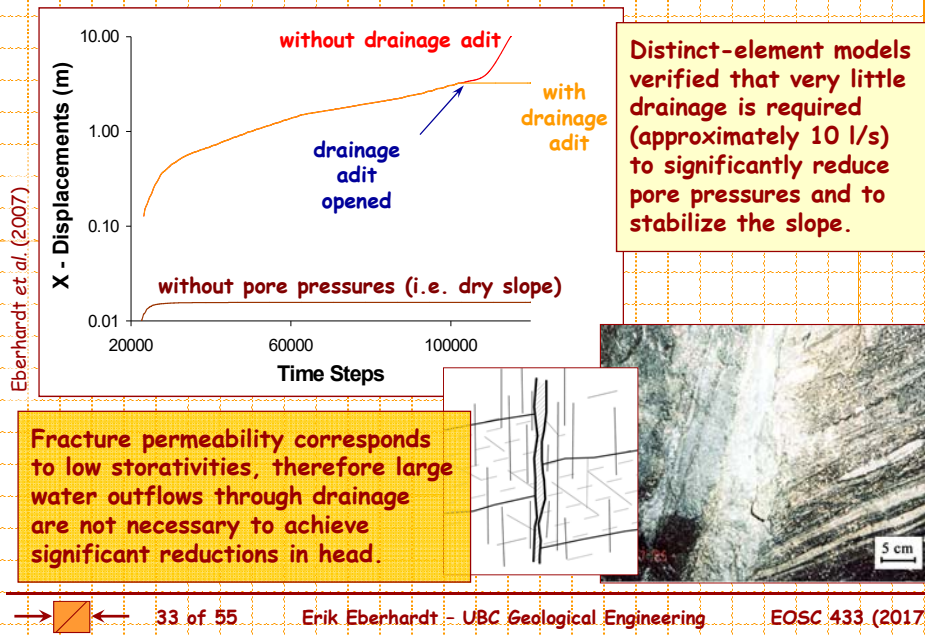 10.00
1.00
0.10
0.01
X - Displacements (m)
20000
60000
100000
Time Steps
without drainage adit
with
drainage
adit
drainage
adit
opened
without pore pressures (i.e. dry slope)
Eberhardt et al. (2007)
Distinct-element models
verified that very little
drainage is required
(approximately 10 l/s)
to significantly reduce
pore pressures and to
stabilize the slope.
Fracture permeability corresponds
to low storativities, therefore large
water outflows through drainage
are not necessary to achieve
significant reductions in head.
5 cm
33 of 55
Erik Eberhardt – UBC Geological Engineering
EOSC 433 (2017